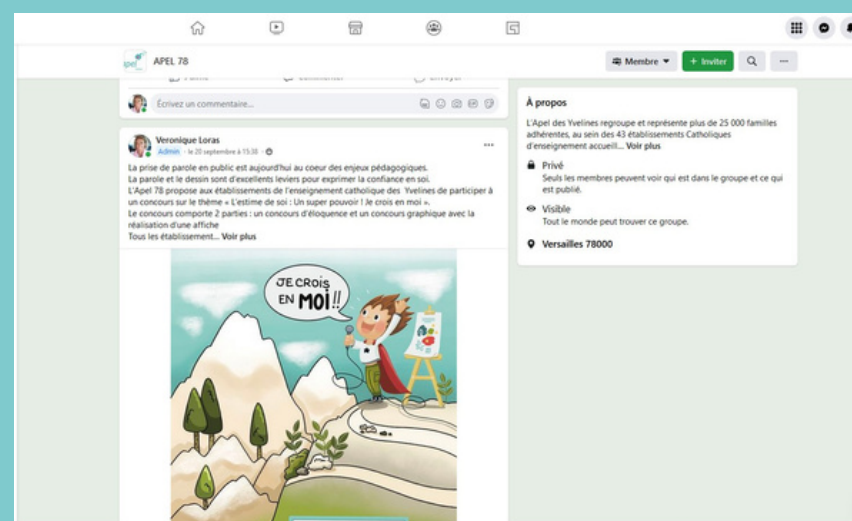 apel
APEL 78
Membre
+ Inviter
Écrivez un commentaire...
GIF
Veronique Loras
Admin · le 20 septembre à 15:38 ·
La prise de parole en public est aujourd'hui au coeur des enjeux pédagogiques.
La parole et le dessin sont d'excellents leviers pour exprimer la confiance en soi.
L'Apel 78 propose aux établissements de l'enseignement catholique des Yvelines de participer à
un concours sur le thème « L'estime de soi : Un super pouvoir ! Je crois en moi ».
Le concours comporte 2 parties : un concours d'éloquence et un concours graphique avec la
réalisation d'une affiche
Tous les établissement... Voir plus
JE CROIS
EN MOI!!
À propos
L'Apel des Yvelines regroupe et représente plus de 25 000 familles
adhérentes, au sein des 43 établissements Catholiques
d'enseignement accueill... Voir plus
Privé
Seuls les membres peuvent voir qui est dans le groupe et ce qui
est publié.
Visible
Tout le monde peut trouver ce groupe.
Versailles 78000